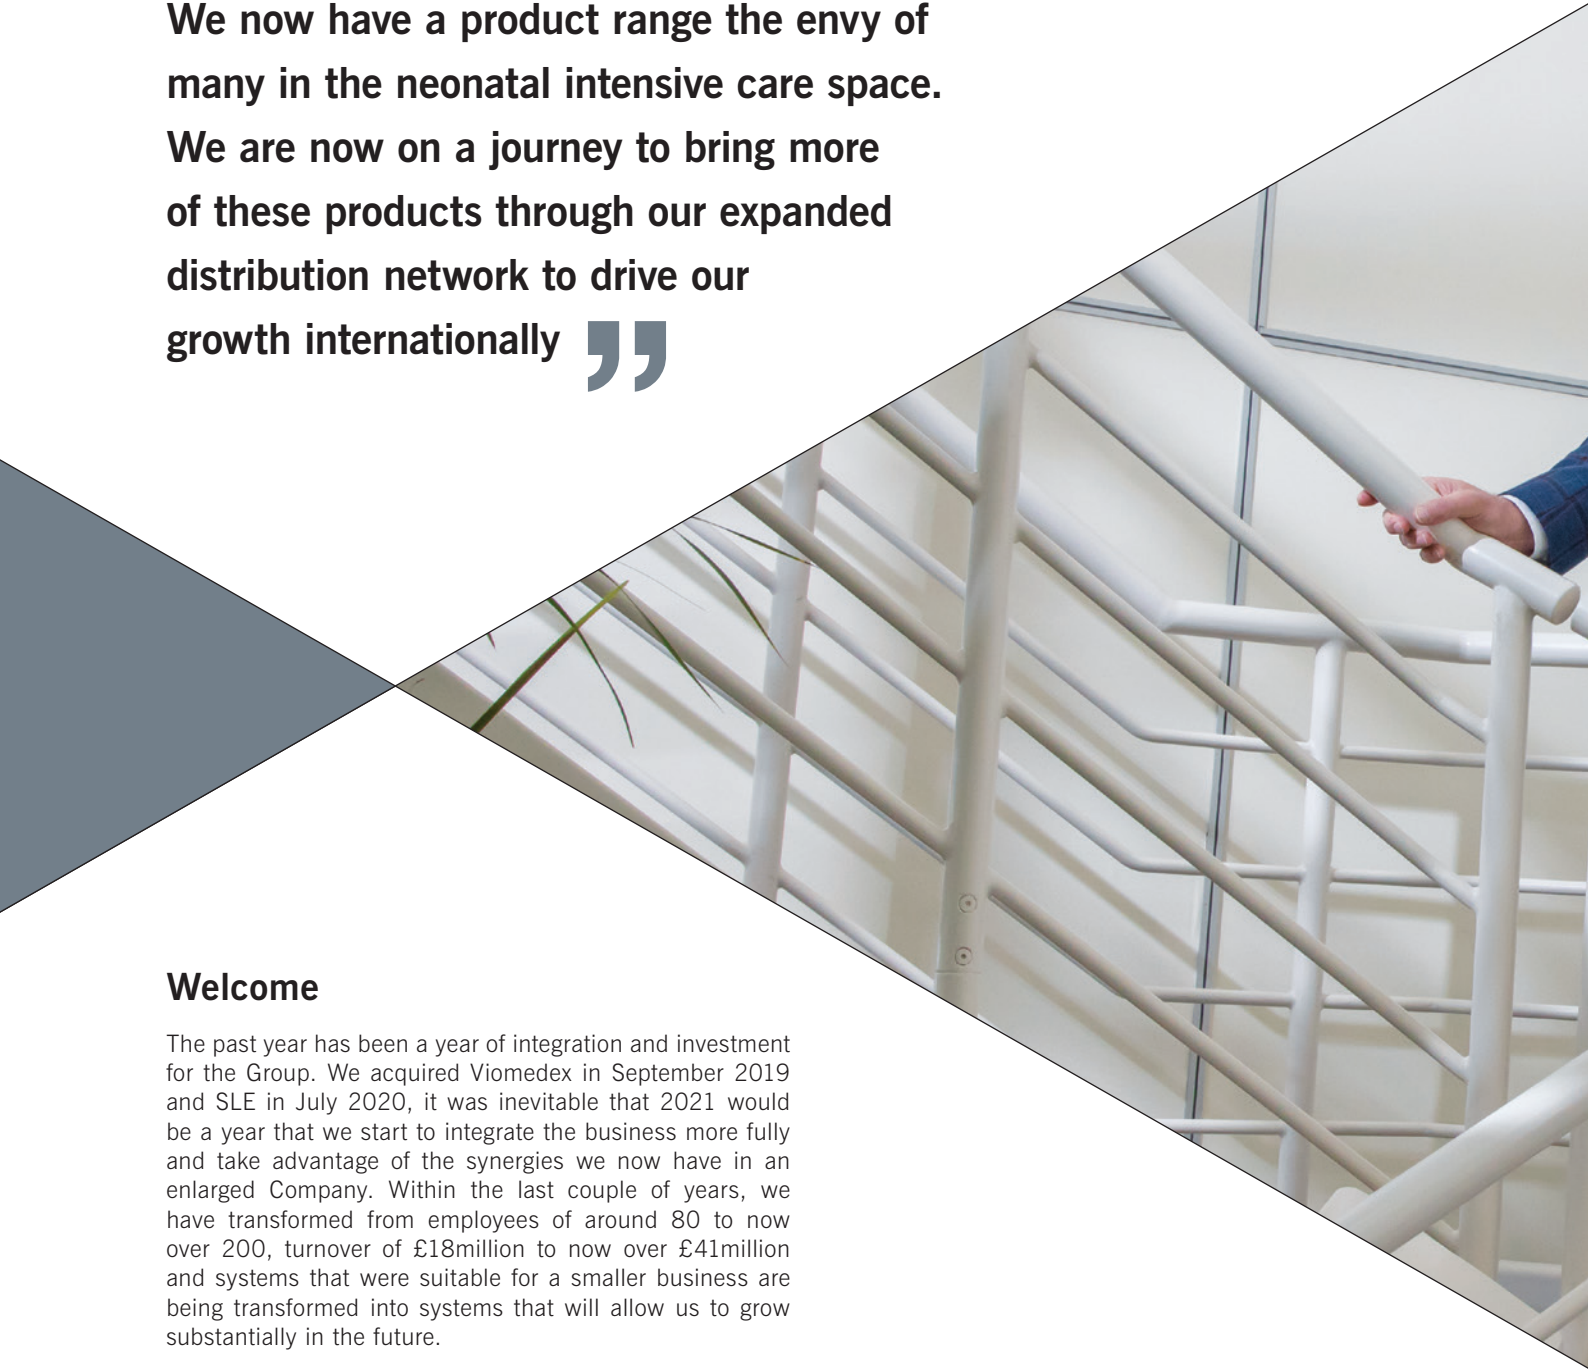 We now have a product range the envy of
many in the neonatal intensive care space.
We are now on a journey to bring more
of these products through our expanded
distribution network to drive our
growth internationally ”
Welcome
The past year has been a year of integration and investment
for the Group. We acquired Viomedex in September 2019
and SLE in July 2020, it was inevitable that 2021 would
be a year that we start to integrate the business more fully
and take advantage of the synergies we now have in an
enlarged Company. Within the last couple of years, we
have transformed from employees of around 80 to now
over 200, turnover of £18million to now over £41million
and systems that were suitable for a smaller business are
being transformed into systems that will allow us to grow
substantially in the future.